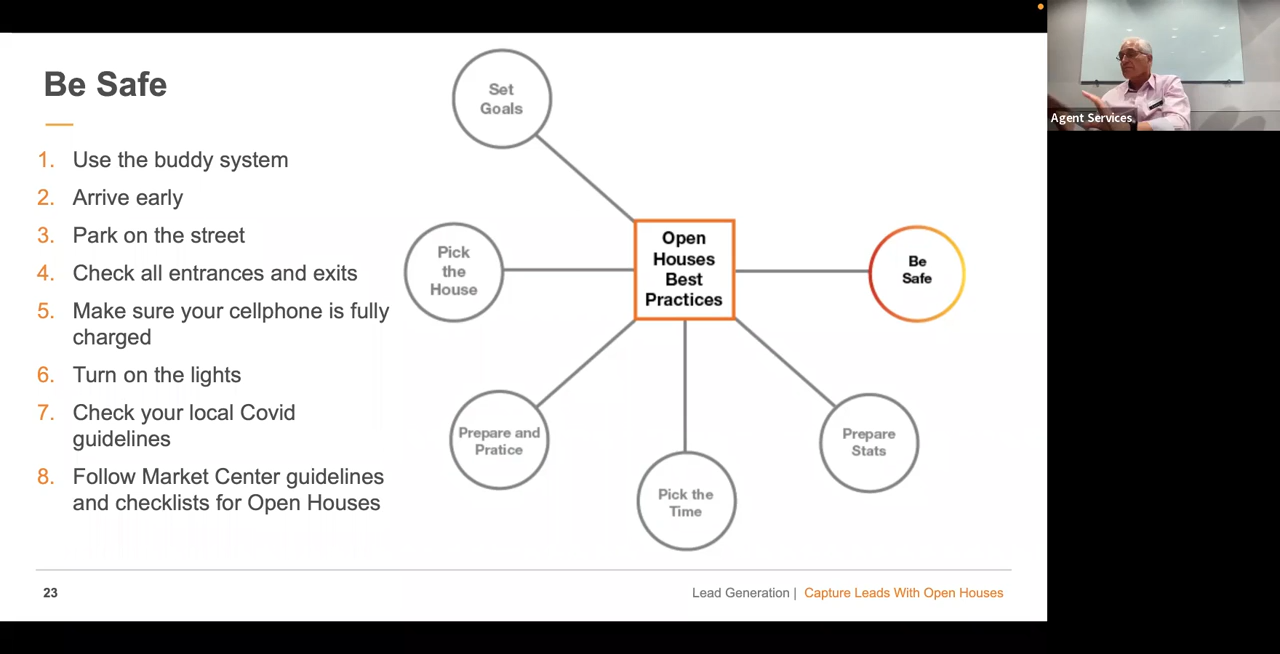 Be Safe
1. Use the buddy system
2. Arrive early
3. Park on the street
4. Check all entrances and exits
5. Make sure your cellphone is fully
charged
6. Turn on the lights
7. Check your local Covid
guidelines
8. Follow Market Center guidelines
and checklists for Open Houses
Set
Goals
Pick
the
House
Open
Houses
Best
Practices
Be
Safe
Prepare and
Pratice
Pick the
Time
Prepare
Stats
23
Lead Generation | Capture Leads With Open Houses
Agent Services